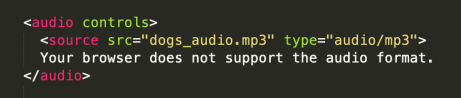 <audio controls>
<source src="dogs_audio.mp3" type="audio/mp3">
Your browser does not support the audio format.
</audio>